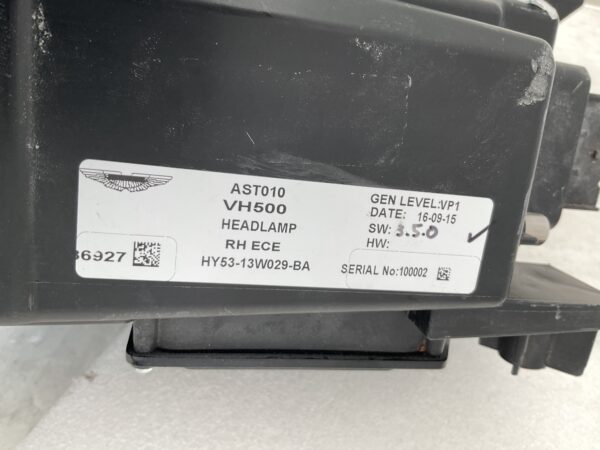 AST010
VH500
HEADLAMP
RH ECE
HY53-13W029-BA
36927
GEN LEVEL:VP1
DATE: 16-09-15
SW: 3.5.0
HW:
SERIAL No:100002